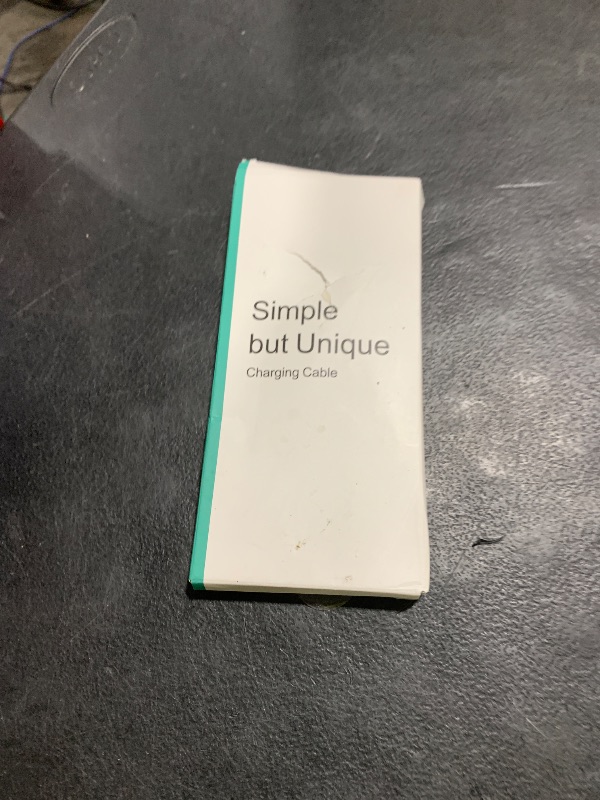 Simple
but Unique
Charging Cable